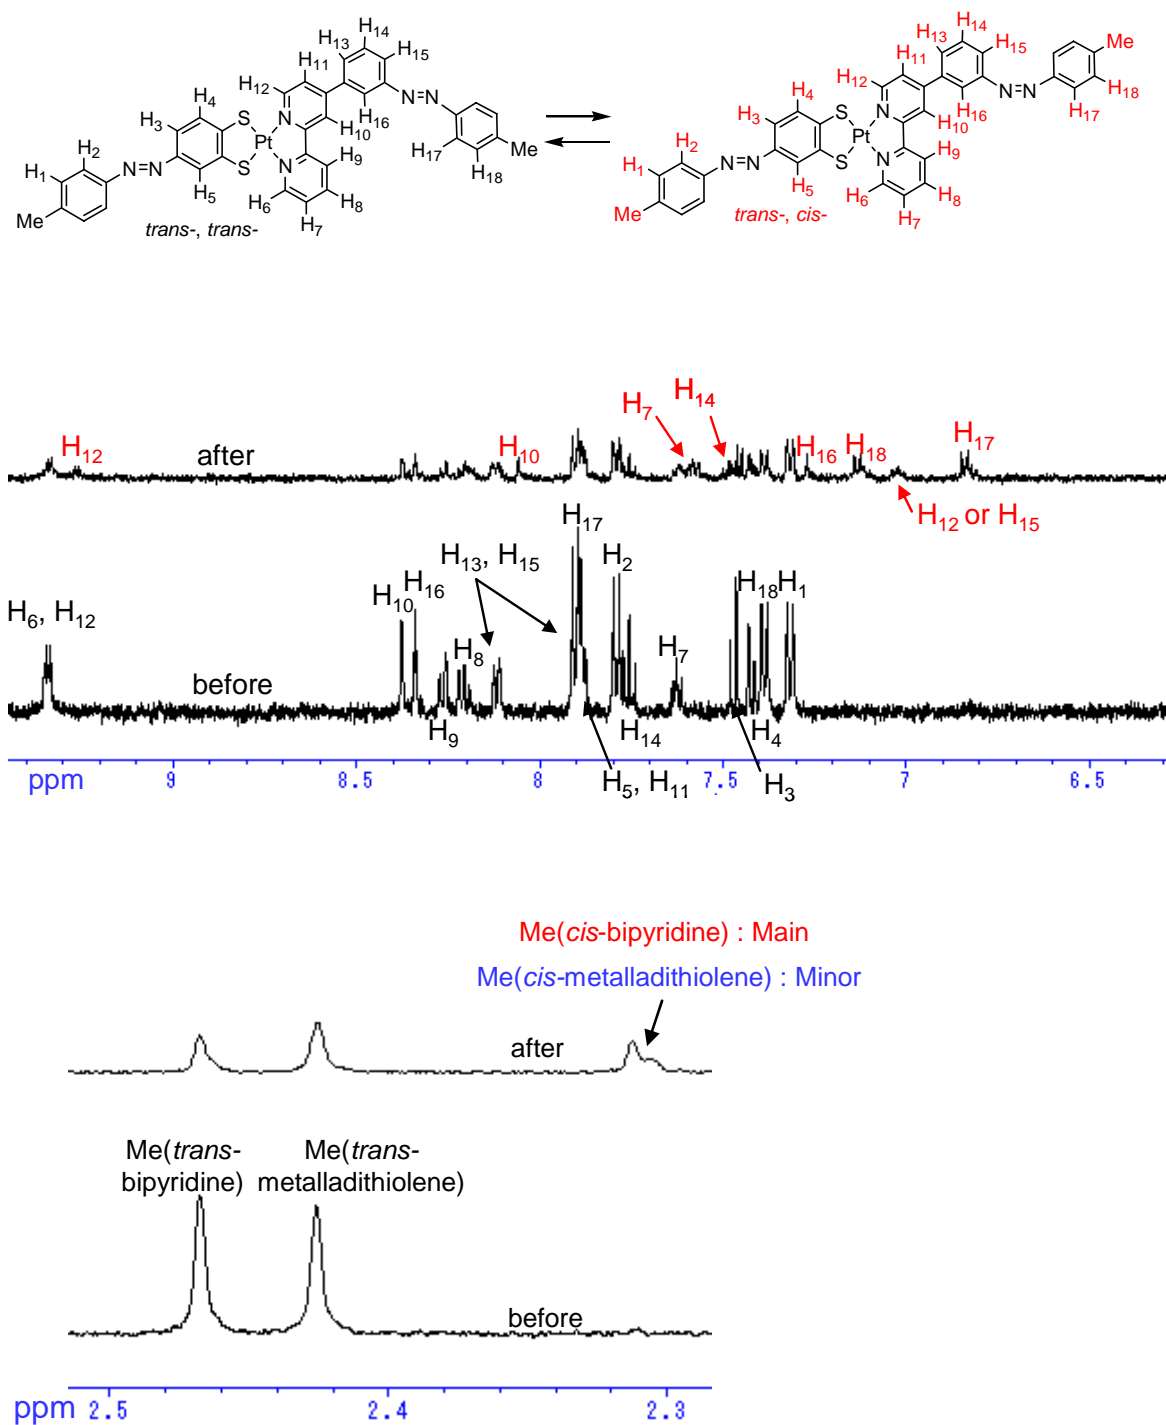 H13 H14 H15 H11 H12 H4 H3 S Pt N N=N H16 H10 H17 Me H18 H2 H1 N=N S N H9 H5 H6 H8 H7 Me
trans-, trans-
H14 H13 H15 Me H11 H12 H4 H3 S N N=N H18 H16 H17 H10 Pt H2 H1 N=N S N H9 H5 H6 H8 H7 Me
trans-, cis-
H7 H14
H12 after H10 H16 H18 H17
H12 or H15
H17
H13, H15 H2
H10 H16 H18 H1
H6, H12
H8 H7
before
H9 H14 H4
ppm 9 8.5 8 7.5 7 6.5
H5, H11 H3
Me(cis-bipyridine) : Main
Me(cis-metalladithiolene) : Minor
after
Me(trans-
bipyridine)
Me(trans-
metalladithiolene)
before
ppm 2.5 2.4 2.3